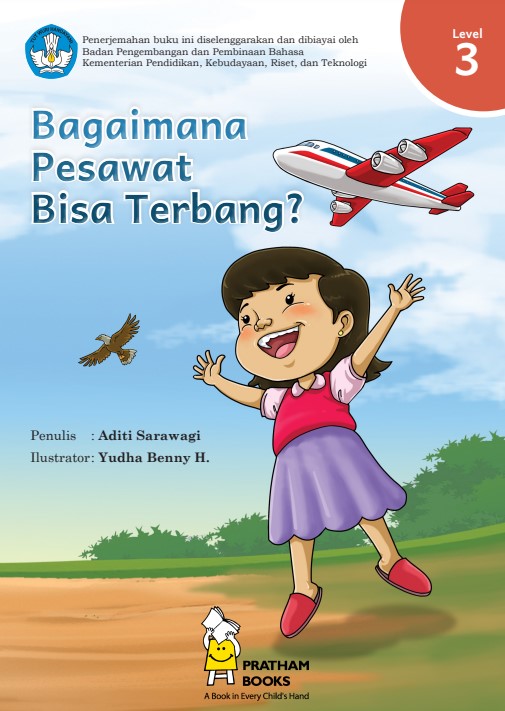 Penerjemahan buku ini diselenggarakan dan dibiayai oleh
Badan Pengembangan dan Pembinaan Bahasa
Kementerian Pendidikan, Kebudayaan, Riset, dan Teknologi
Level
3
Bagaimana
Pesawat
Bisa Terbang?
Penulis : Aditi Sarawagi
Ilustrator: Yudha Benny H.
PRATHAM
BOOKS
A Book in Every Child's Hand